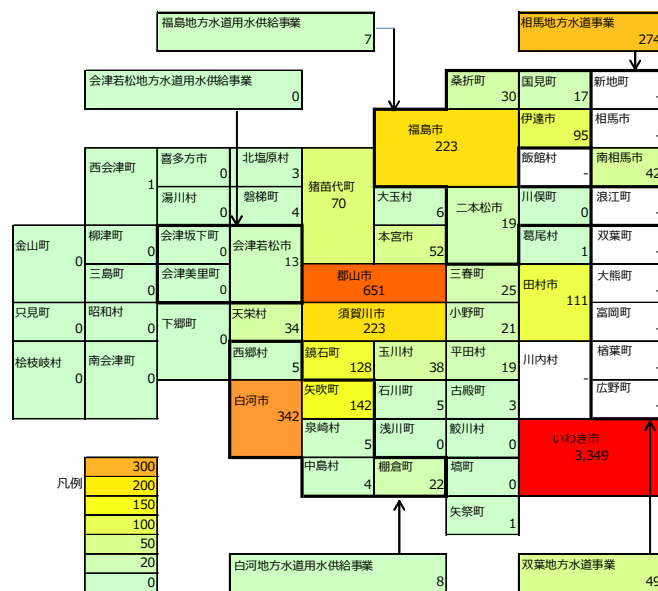 福島地方水道用水供給事業
7
相馬地方水道事業
274
会津若松地方水道用水供給事業
0
桑折町
30
国見町
17
新地町
-
福島市
223
伊達市
95
相馬市
-
西会津町
1
喜多方市
0
北塩原村
3
猪苗代町
70
飯館村
-
南相馬市
42
湯川村
0
磐梯町
4
大玉村
6
二本松市
19
川俣町
0
浪江町
-
金山町
0
柳津町
0
会津坂下町
0
会津若松市
13
本宮市
52
葛尾村
1
双葉町
-
三島町
0
会津美里町
0
郡山市
651
三春町
25
田村市
111
大熊町
-
只見町
0
昭和村
0
下郷町
0
天栄村
34
須賀川市
223
小野町
21
富岡町
-
桧枝岐村
0
南会津町
0
西郷村
5
鏡石町
128
玉川村
38
平田村
19
川内村
-
楢葉町
-
白河市
342
矢吹町
142
石川町
5
古殿町
3
広野町
-
泉崎村
5
浅川町
0
鮫川村
0
いわき市
3,349
中島村
4
棚倉町
22
塙町
0
矢祭町
1
凡例
300
200
150
100
50
20
0
白河地方水道用水供給事業
8
双葉地方水道事業
49